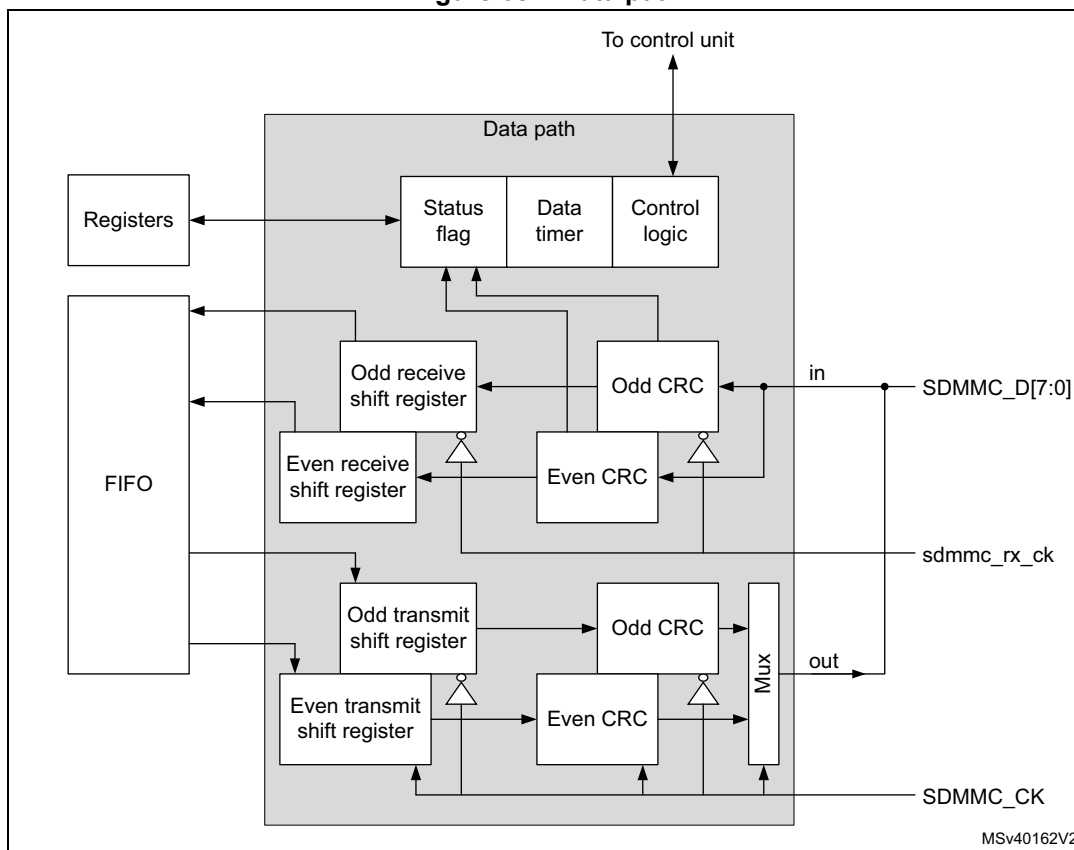 To control unit
Data path
Registers
Status
flag
Data
timer
Control
logic
FIFO
Odd receive
shift register
Odd CRC
in
SDMMC_D[7:0]
Even receive
shift register
Even CRC
sdmmc_rx_ck
Odd transmit
shift register
Odd CRC
Mux
out
Even transmit
shift register
Even CRC
SDMMC_CK
MSv40162V2